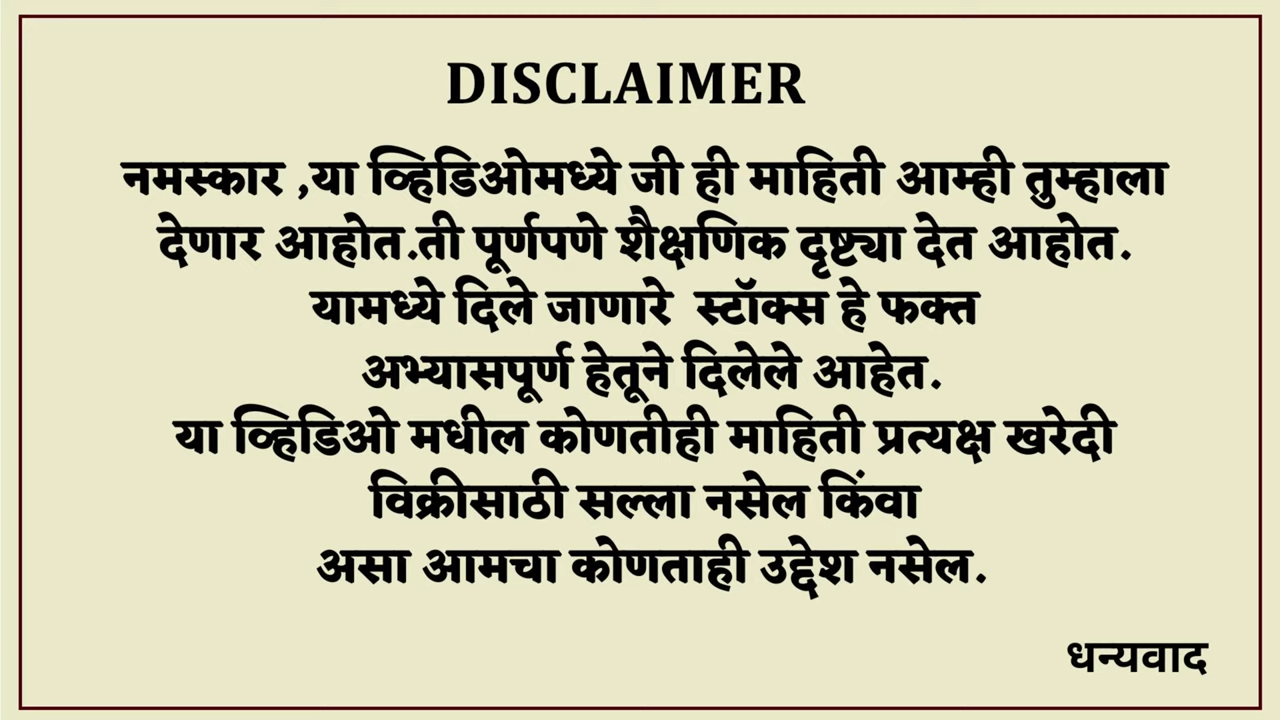 DISCLAIMER
नमस्कार ,या व्हिडिओमध्ये जी ही माहिती आम्ही तुम्हाला
देणार आहोत.ती पूर्णपणे शैक्षणिक दृष्ट्या देत आहोत.
यामध्ये दिले जाणारे स्टॉक्स हे फक्त
अभ्यासपूर्ण हेतूने दिलेले आहेत.
या व्हिडिओ मधील कोणतीही माहिती प्रत्यक्ष खरेदी
विक्रीसाठी सल्ला नसेल किंवा
असा आमचा कोणताही उद्देश नसेल.
धन्यवाद